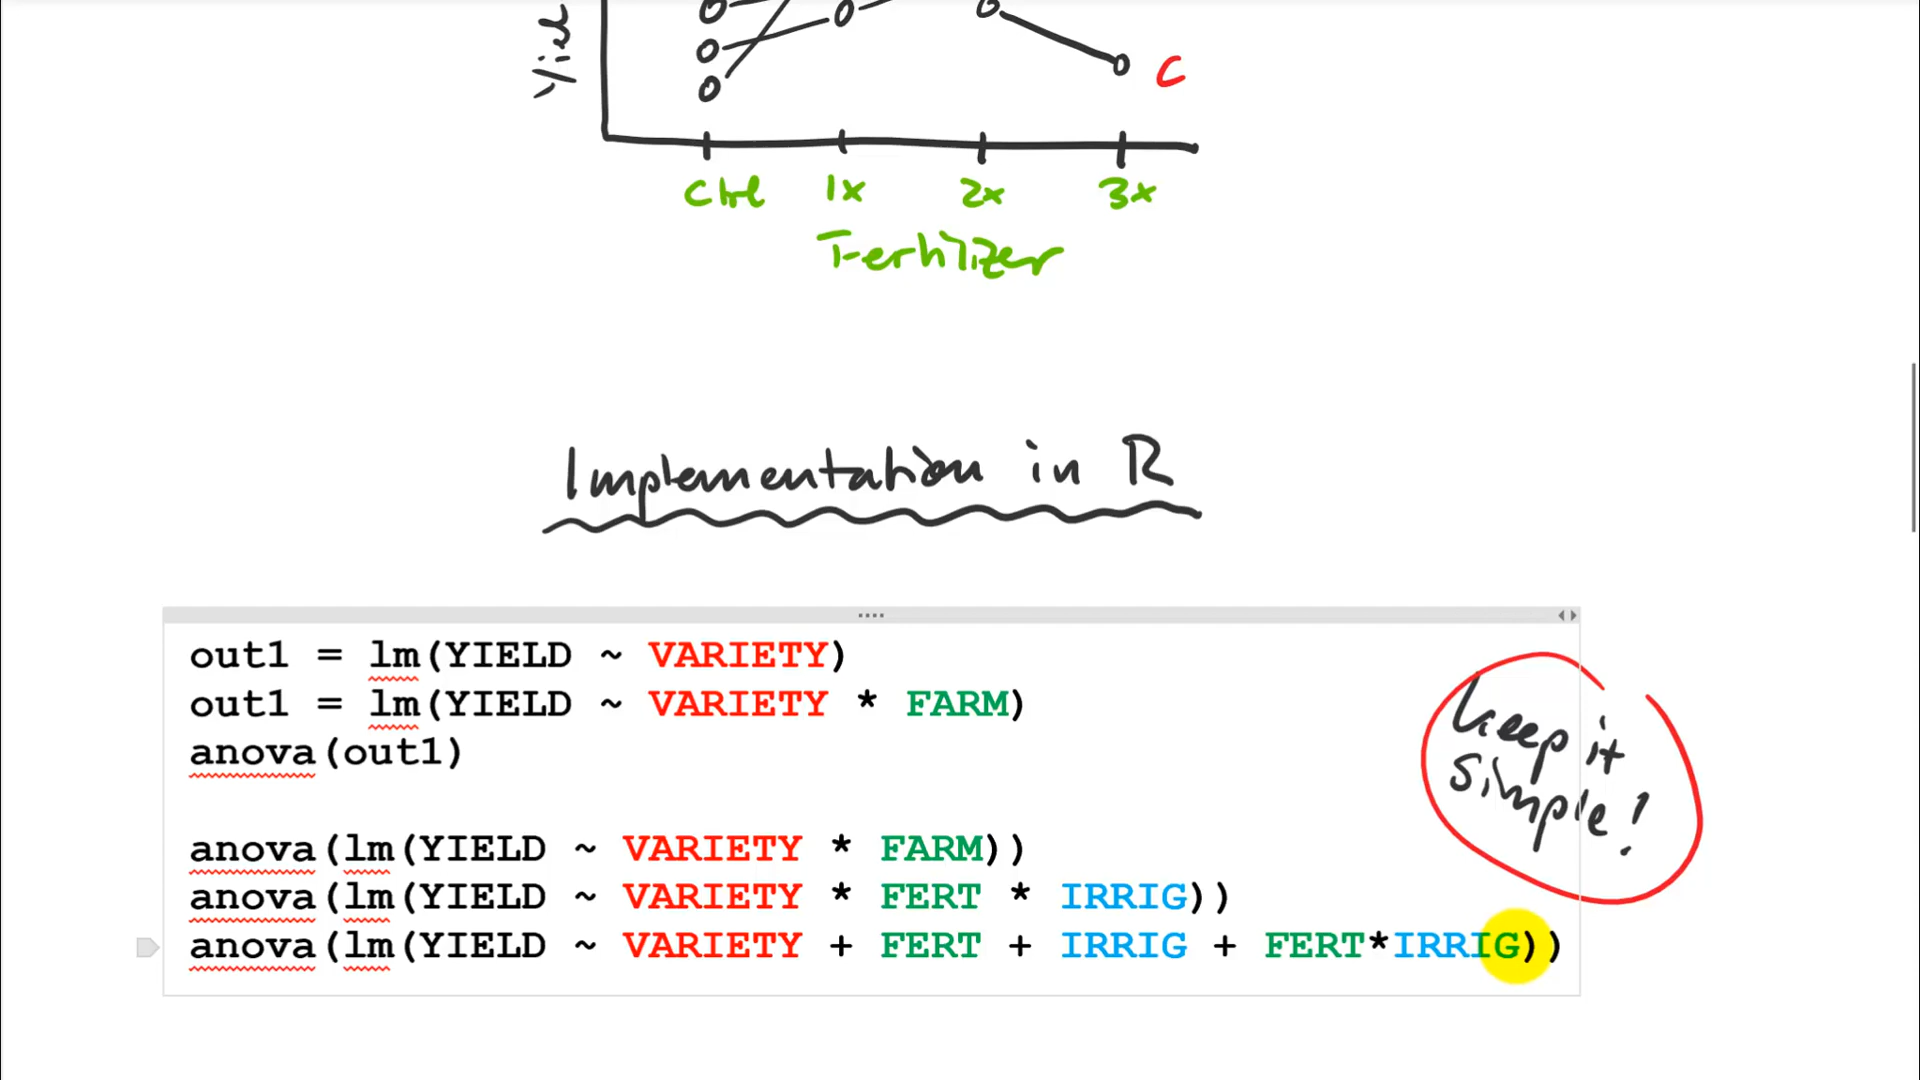 C
Ctrl 1x 2x 3x
Fertilizer
Implementation in R
out1 = lm(YIELD ~ VARIETY)
out1 = lm(YIELD ~ VARIETY * FARM)
anova(out1)
anova(lm(YIELD ~ VARIETY * FARM))
anova(lm(YIELD ~ VARIETY * FERT * IRRIG))
anova(lm(YIELD ~ VARIETY + FERT + IRRIG + FERT*IRRIG))
keep it
simple!